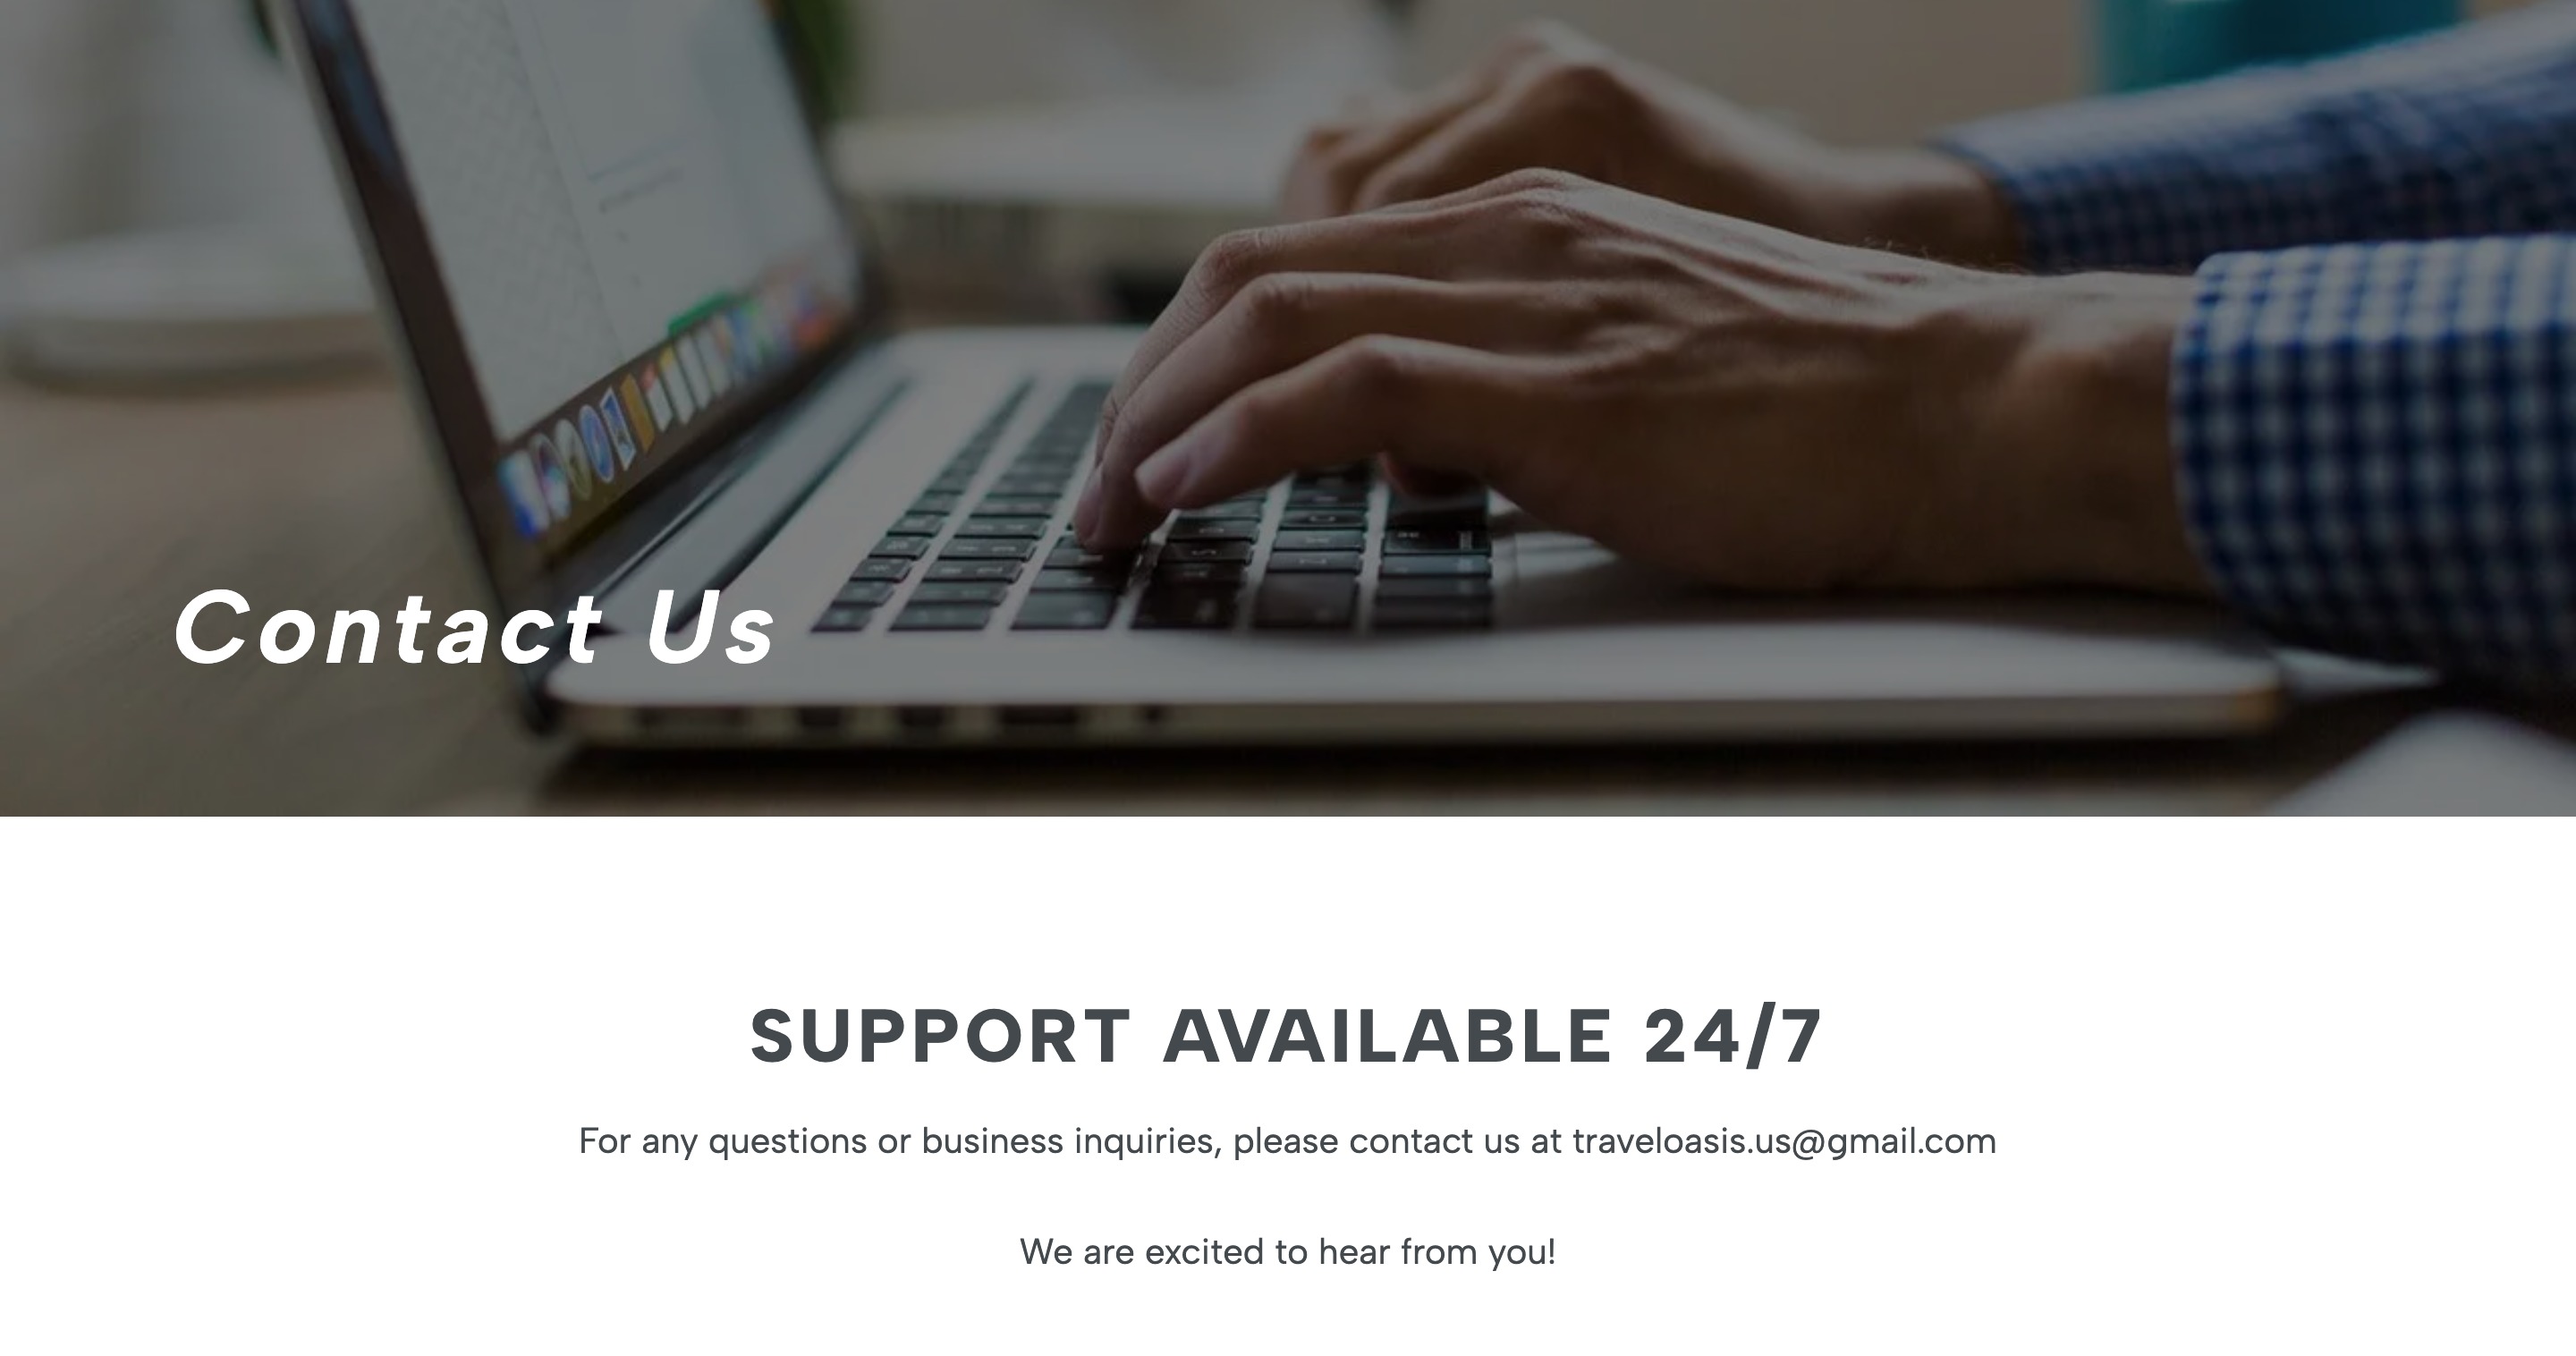 Contact Us
SUPPORT AVAILABLE 24/7
For any questions or business inquiries, please contact us at traveloasis.us@gmail.com
We are excited to hear from you!